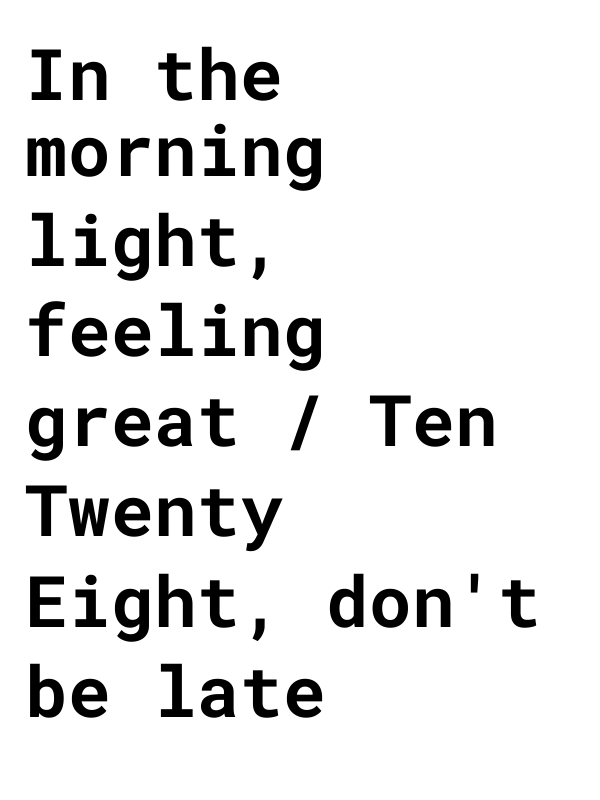 In the
morning
light,
feeling
great / Ten
Twenty
Eight, don't
be late